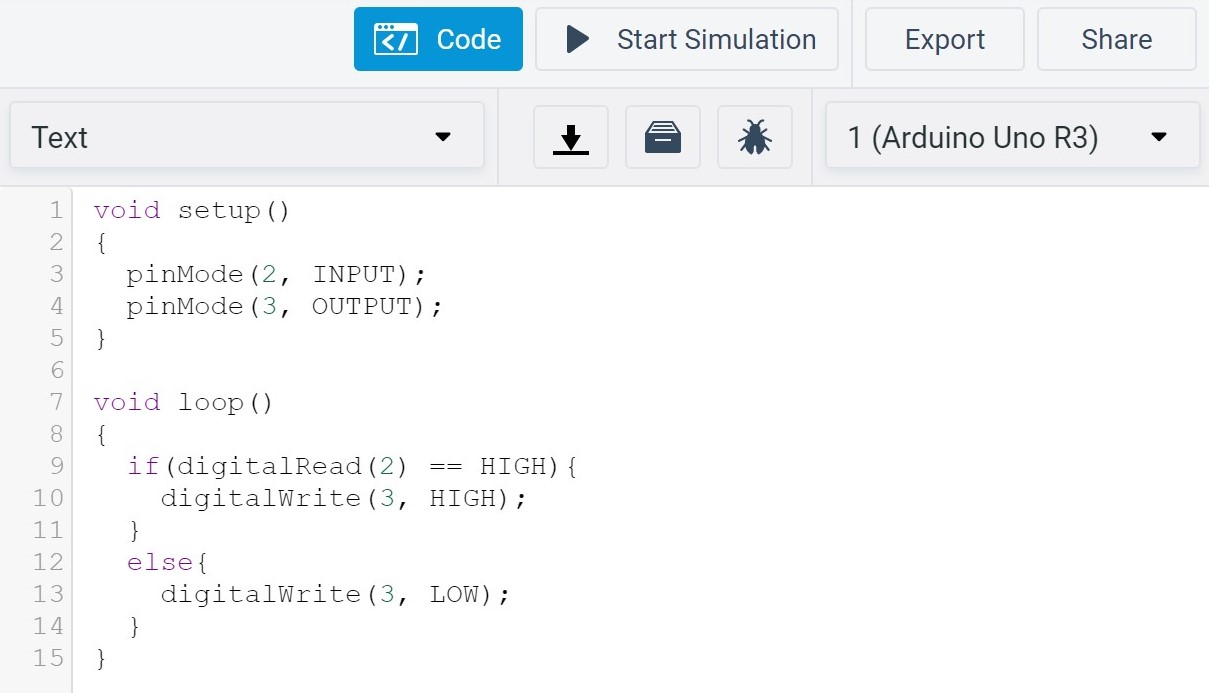 Code Start Simulation Export Share
Text 1 (Arduino Uno R3)
1 void setup()
2 {
3   pinMode(2, INPUT);
4   pinMode(3, OUTPUT);
5 }
6
7 void loop()
8 {
9   if(digitalRead(2) == HIGH){
10     digitalWrite(3, HIGH);
11   }
12   else{
13     digitalWrite(3, LOW);
14   }
15 }